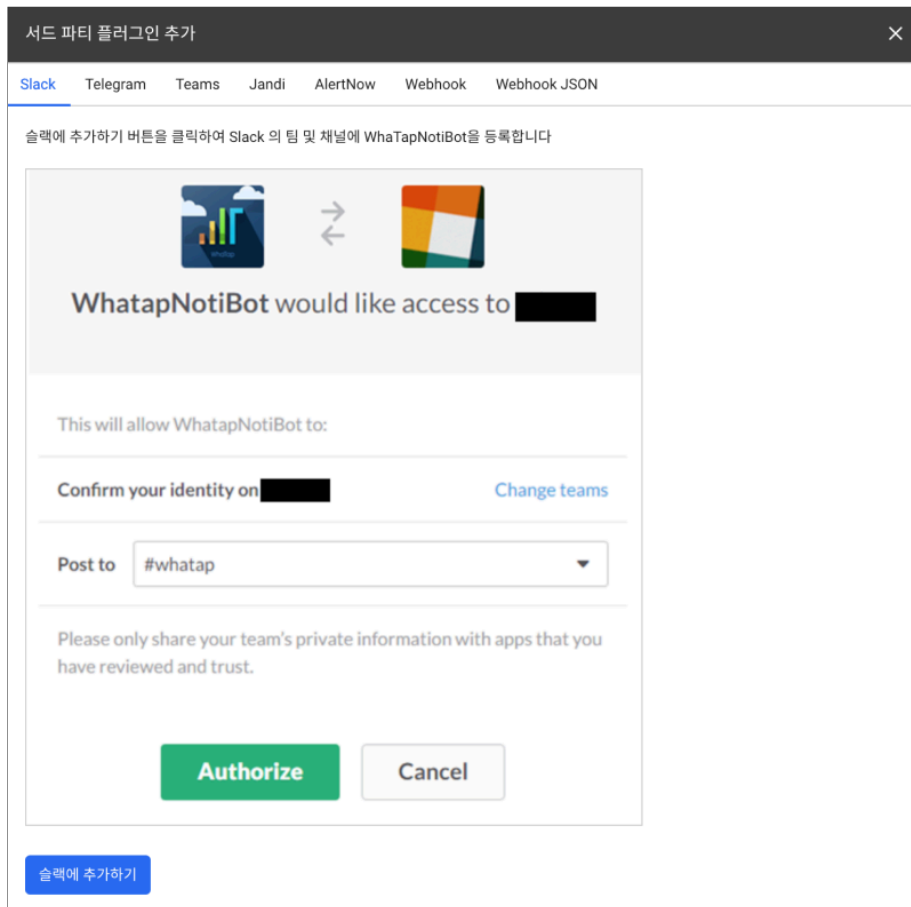 서드 파티 플러그인 추가
Slack Telegram Teams Jandi AlertNow Webhook Webhook JSON
슬랙에 추가하기 버튼을 클릭하여 Slack 의 팀 및 채널에 WhaTapNotiBot을 등록합니다
whatap
WhatapNotiBot would like access to
This will allow WhatapNotiBot to:
Confirm your identity on Change teams
Post to #whatap
Please only share your team's private information with apps that you
have reviewed and trust.
Authorize Cancel
슬랙에 추가하기